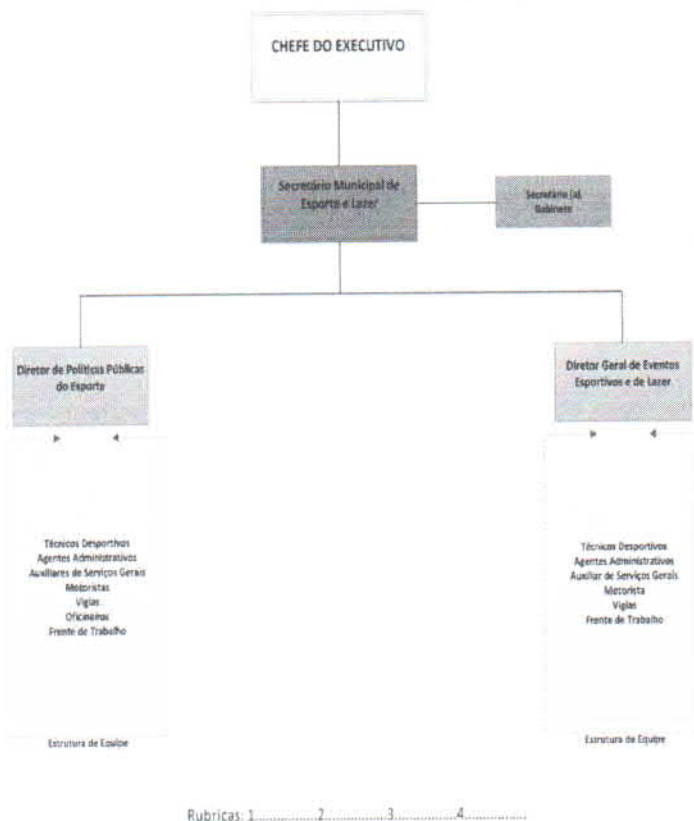 CHEFE DO EXECUTIVO
Secretário Municipal de
Esporte e Lazer
Secretário (a)
Gabinete
Diretor de Políticas Públicas
do Esporte
Diretor Geral de Eventos
Esportivos e de Lazer
Técnicos Desportivos
Agentes Administrativos
Auxiliares de Serviços Gerais
Motoristas
Vigias
Oficineiros
Frente de Trabalho
Estrutura de Equipe
Técnicos Desportivos
Agentes Administrativos
Auxiliar de Serviços Gerais
Motorista
Vigias
Frente de Trabalho
Estrutura de Equipe
Rubricas: 1..................2..................3..................4..................